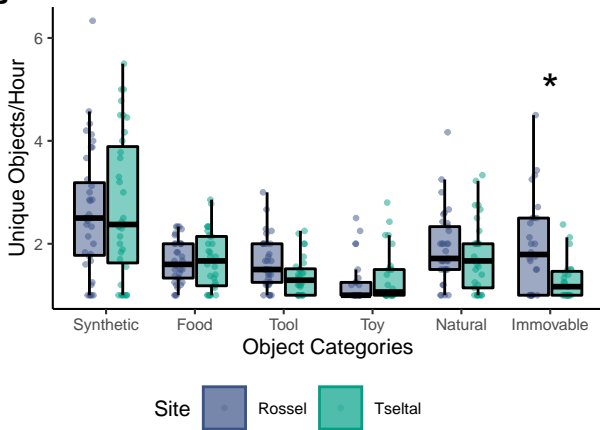 6
4
2
Unique Objects/Hour
*
Synthetic Food Tool Toy Natural Immovable
Object Categories
Site Rossel Tseltal